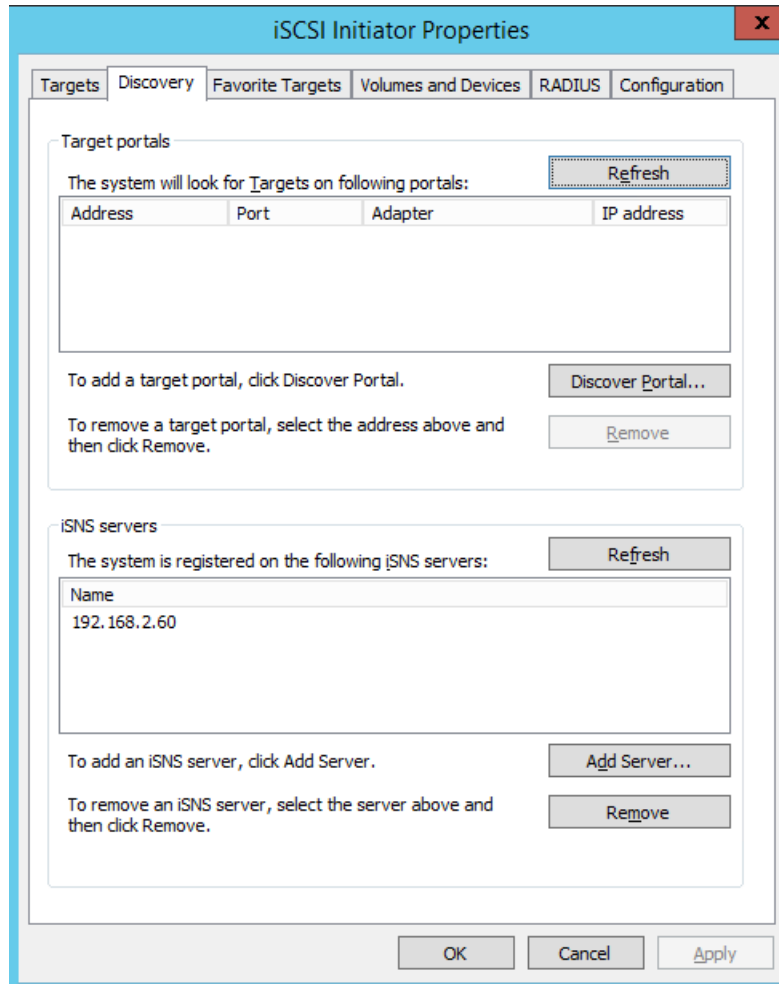 iSCSI Initiator Properties
x
Targets Discovery Favorite Targets Volumes and Devices RADIUS Configuration
Target portals
The system will look for Targets on following portals:
Refresh
Address Port Adapter IP address
To add a target portal, click Discover Portal.
Discover Portal...
To remove a target portal, select the address above and
then click Remove.
Remove
iSNS servers
The system is registered on the following iSNS servers:
Refresh
Name
192.168.2.60
To add an iSNS server, click Add Server.
Add Server...
To remove an iSNS server, select the server above and
then click Remove.
Remove
OK Cancel Apply